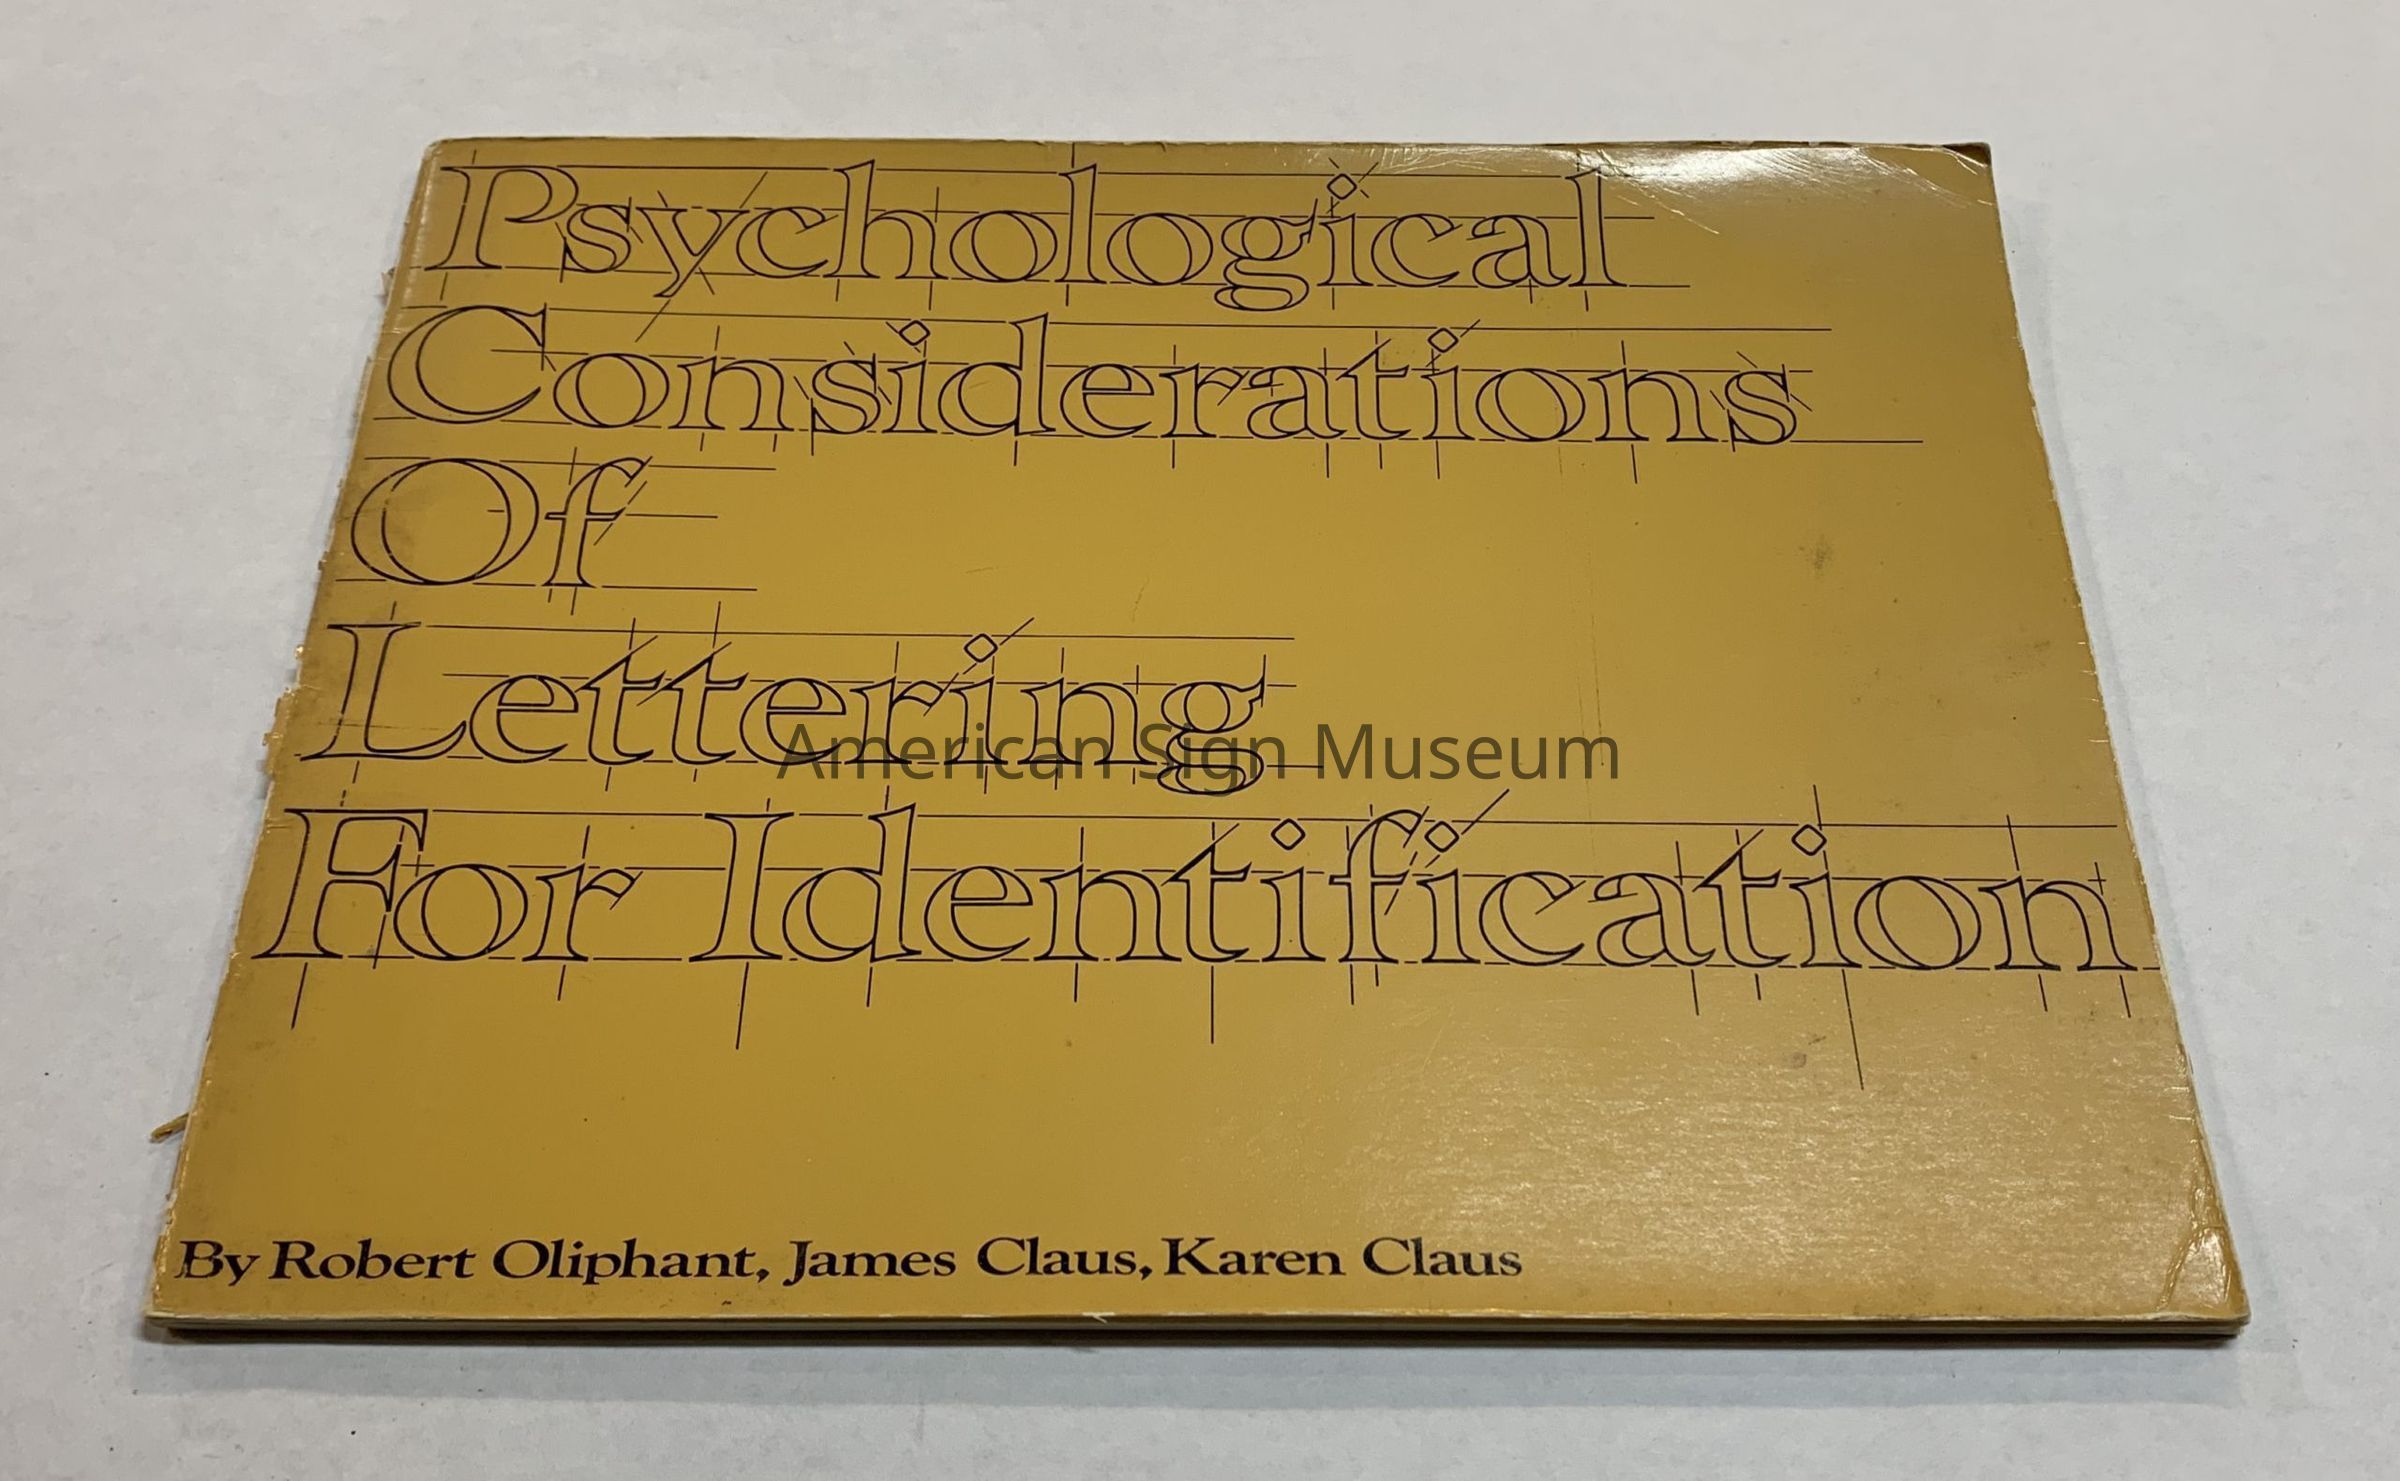 Psychological
Considerations
Of
Lettering
American Sign Museum
For Identification
By Robert Oliphant, James Claus, Karen Claus